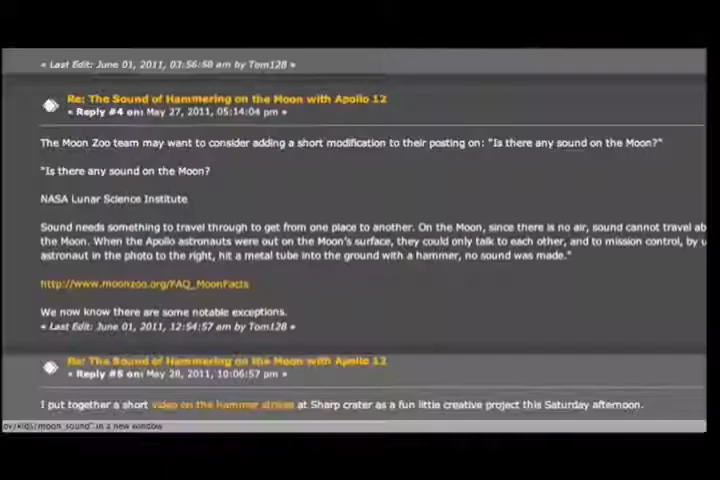 « Last Edit: June 01, 2011, 03:56:58 am by Tom128 »
Re: The Sound of Hammering on the Moon with Apollo 12
« Reply #4 on: May 27, 2011, 05:14:04 pm »
The Moon Zoo team may want to consider adding a short modification to their posting on: "Is there any sound on the Moon?"
"Is there any sound on the Moon?
NASA Lunar Science Institute
Sound needs something to travel through to get from one place to another. On the Moon, since there is no air, sound cannot travel ab
the Moon. When the Apollo astronauts were out on the Moon's surface, they could only talk to each other, and to mission control, by u
astronaut in the photo to the right, hit a metal tube into the ground with a hammer, no sound was made."
http://www.moonzoo.org/FAQ_MoonFacts
We now know there are some notable exceptions.
« Last Edit: June 01, 2011, 12:54:57 am by Tom128 »
Re: The Sound of Hammering on the Moon with Apollo 12
« Reply #5 on: May 28, 2011, 10:06:57 pm »
I put together a short video on the hammer strikes at Sharp crater as a fun little creative project this Saturday afternoon.
ov/kids/moon_sound" in a new window